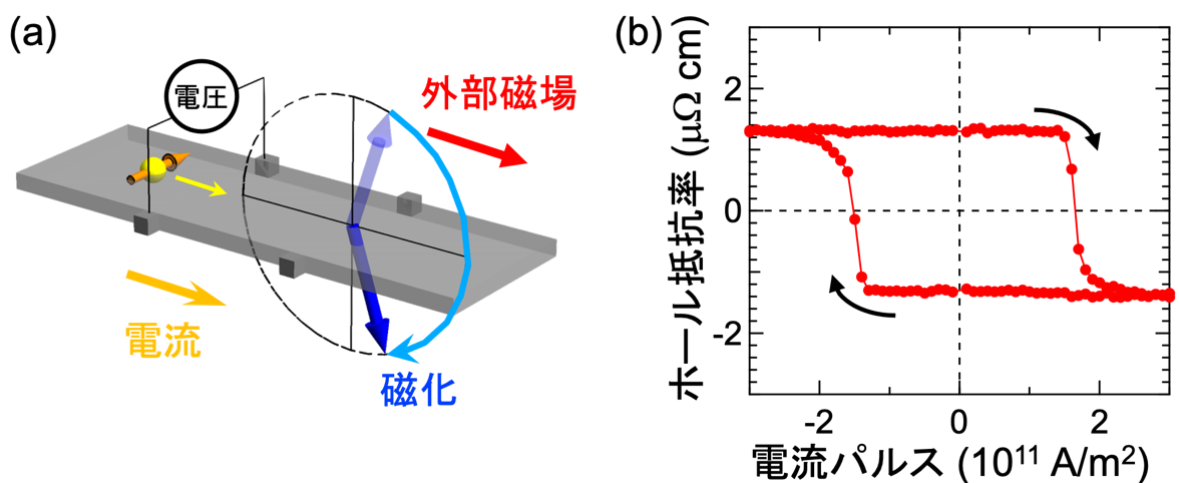 (a)
電圧
外部磁場
電流
磁化
(b)
ホール抵抗率 (μΩ cm)
2
0
-2
-2 0 2
電流パルス (10¹¹ A/m²)